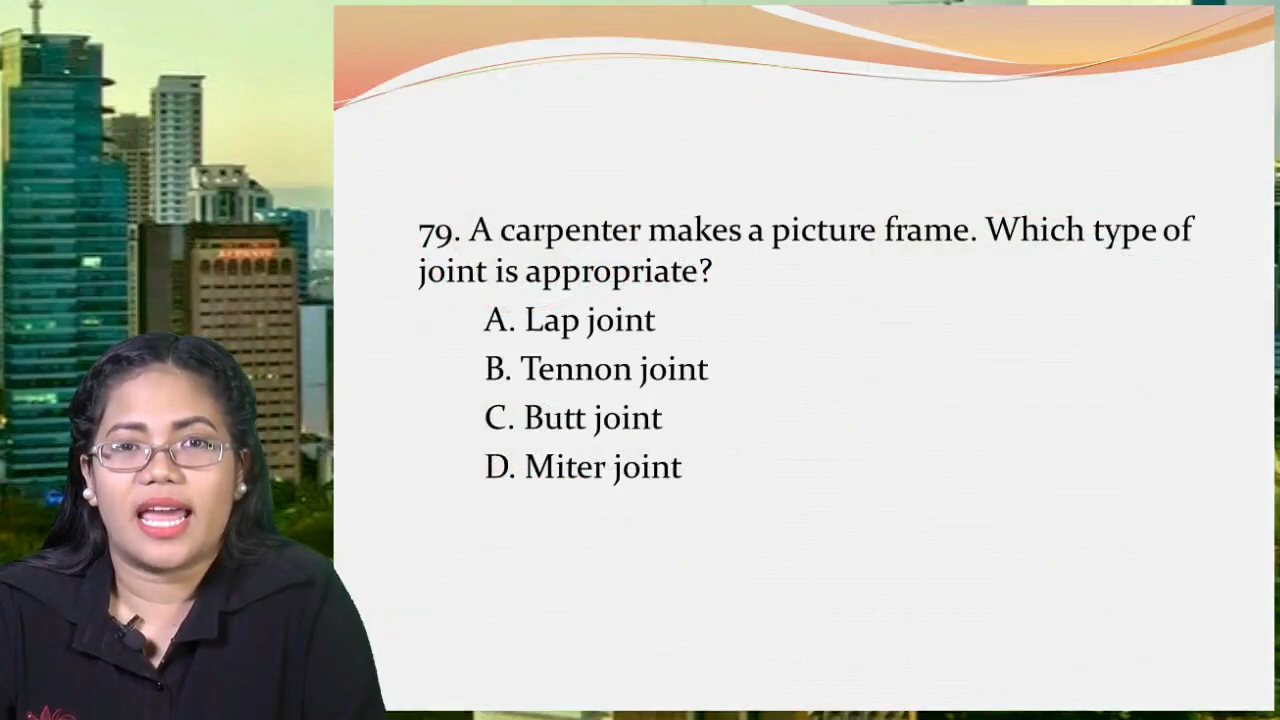 79. A carpenter makes a picture frame. Which type of
joint is appropriate?
A. Lap joint
B. Tennon joint
C. Butt joint
D. Miter joint